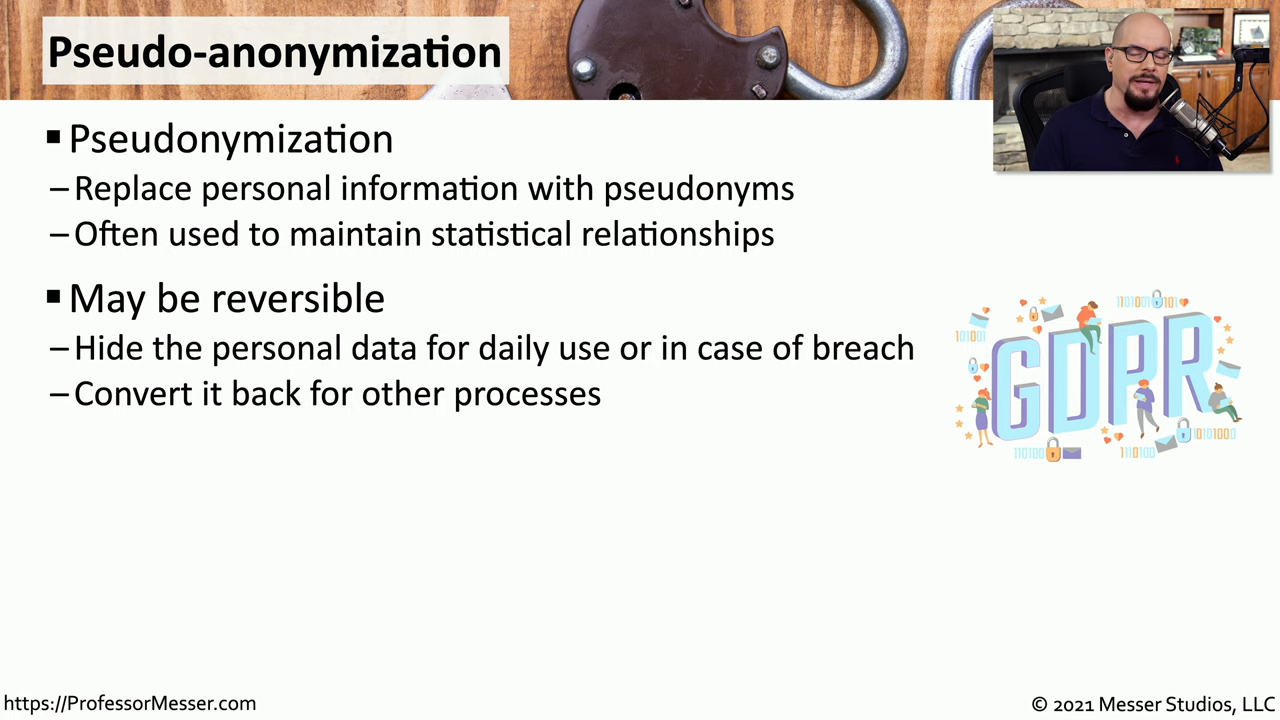 Pseudo-anonymization
▪ Pseudonymization
– Replace personal information with pseudonyms
– Often used to maintain statistical relationships
▪ May be reversible
– Hide the personal data for daily use or in case of breach
– Convert it back for other processes
GDPR
https://ProfessorMesser.com
© 2021 Messer Studios, LLC